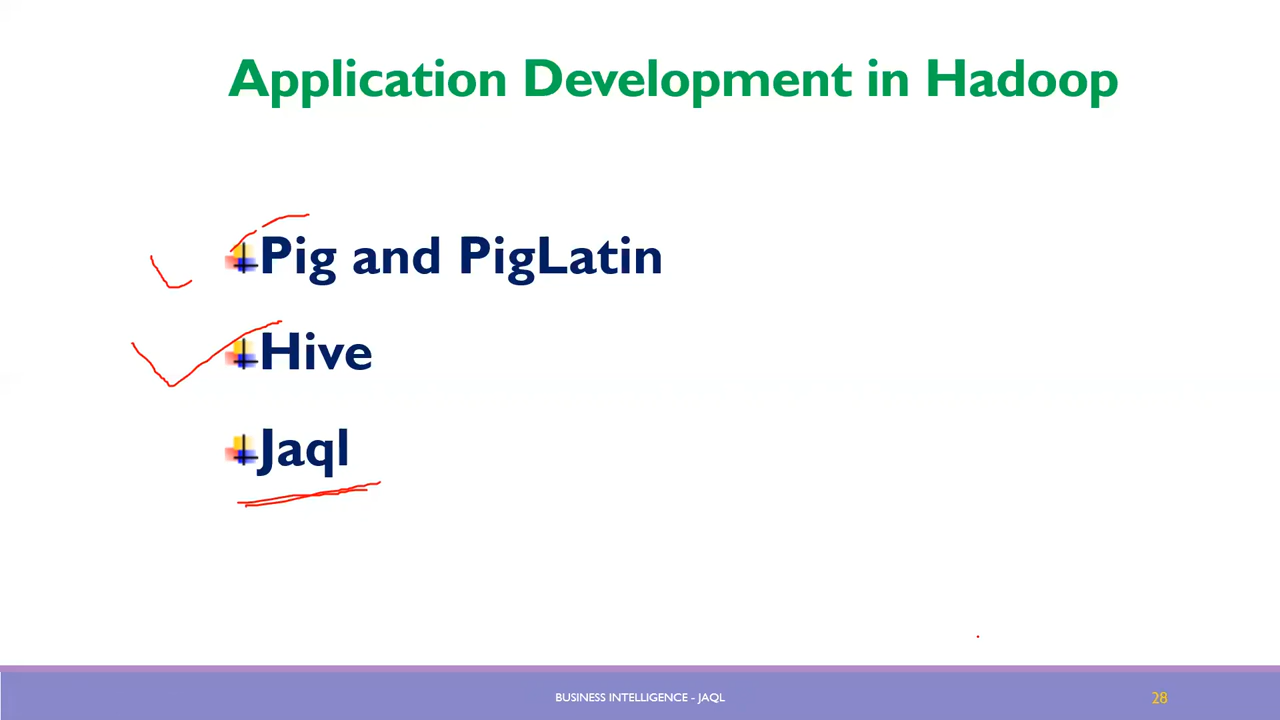 Application Development in Hadoop
Pig and PigLatin
Hive
Jaql
BUSINESS INTELLIGENCE - JAQL
28